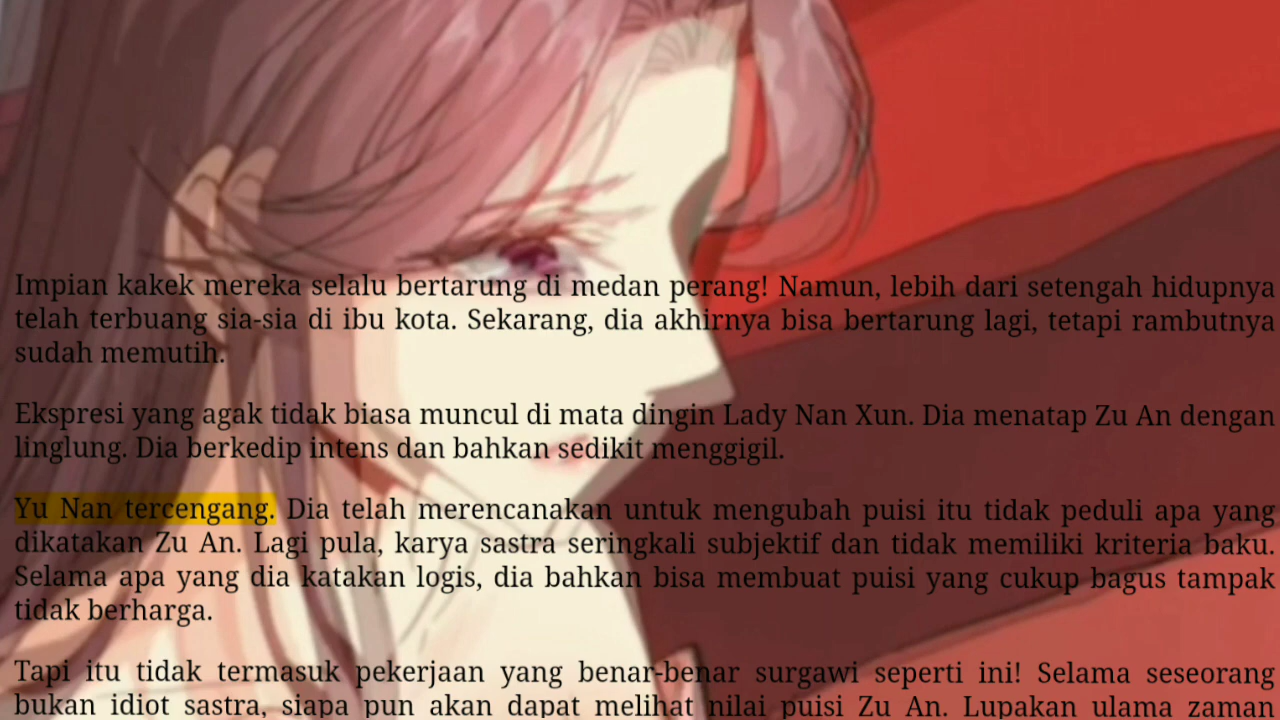 Impian kakek mereka selalu bertarung di medan perang! Namun, lebih dari setengah hidupnya
telah terbuang sia-sia di ibu kota. Sekarang, dia akhirnya bisa bertarung lagi, tetapi rambutnya
sudah memutih.
Ekspresi yang agak tidak biasa muncul di mata dingin Lady Nan Xun. Dia menatap Zu An dengan
linglung. Dia berkedip intens dan bahkan sedikit menggigil.
Yu Nan tercengang. Dia telah merencanakan untuk mengubah puisi itu tidak peduli apa yang
dikatakan Zu An. Lagi pula, karya sastra seringkali subjektif dan tidak memiliki kriteria baku.
Selama apa yang dia katakan logis, dia bahkan bisa membuat puisi yang cukup bagus tampak
tidak berharga.
Tapi itu tidak termasuk pekerjaan yang benar-benar surgawi seperti ini! Selama seseorang
bukan idiot sastra, siapa pun akan dapat melihat nilai puisi Zu An. Lupakan ulama zaman